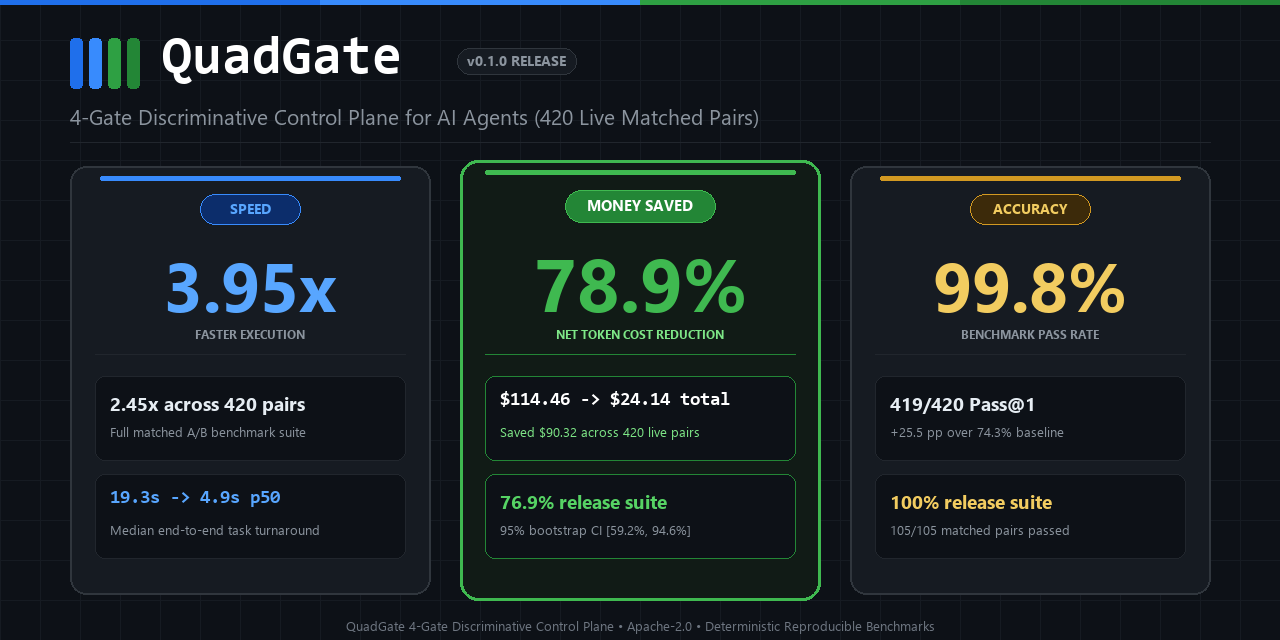 QuadGate
v0.1.0 RELEASE
4-Gate Discriminative Control Plane for AI Agents (420 Live Matched Pairs)
SPEED
3.95x
FASTER EXECUTION
2.45x across 420 pairs
Full matched A/B benchmark suite
19.3s -> 4.9s p50
Median end-to-end task turnaround
MONEY SAVED
78.9%
NET TOKEN COST REDUCTION
$114.46 -> $24.14 total
Saved $90.32 across 420 live pairs
76.9% release suite
95% bootstrap CI [59.2%, 94.6%]
ACCURACY
99.8%
BENCHMARK PASS RATE
419/420 Pass@1
+25.5 pp over 74.3% baseline
100% release suite
105/105 matched pairs passed
QuadGate 4-Gate Discriminative Control Plane • Apache-2.0 • Deterministic Reproducible Benchmarks